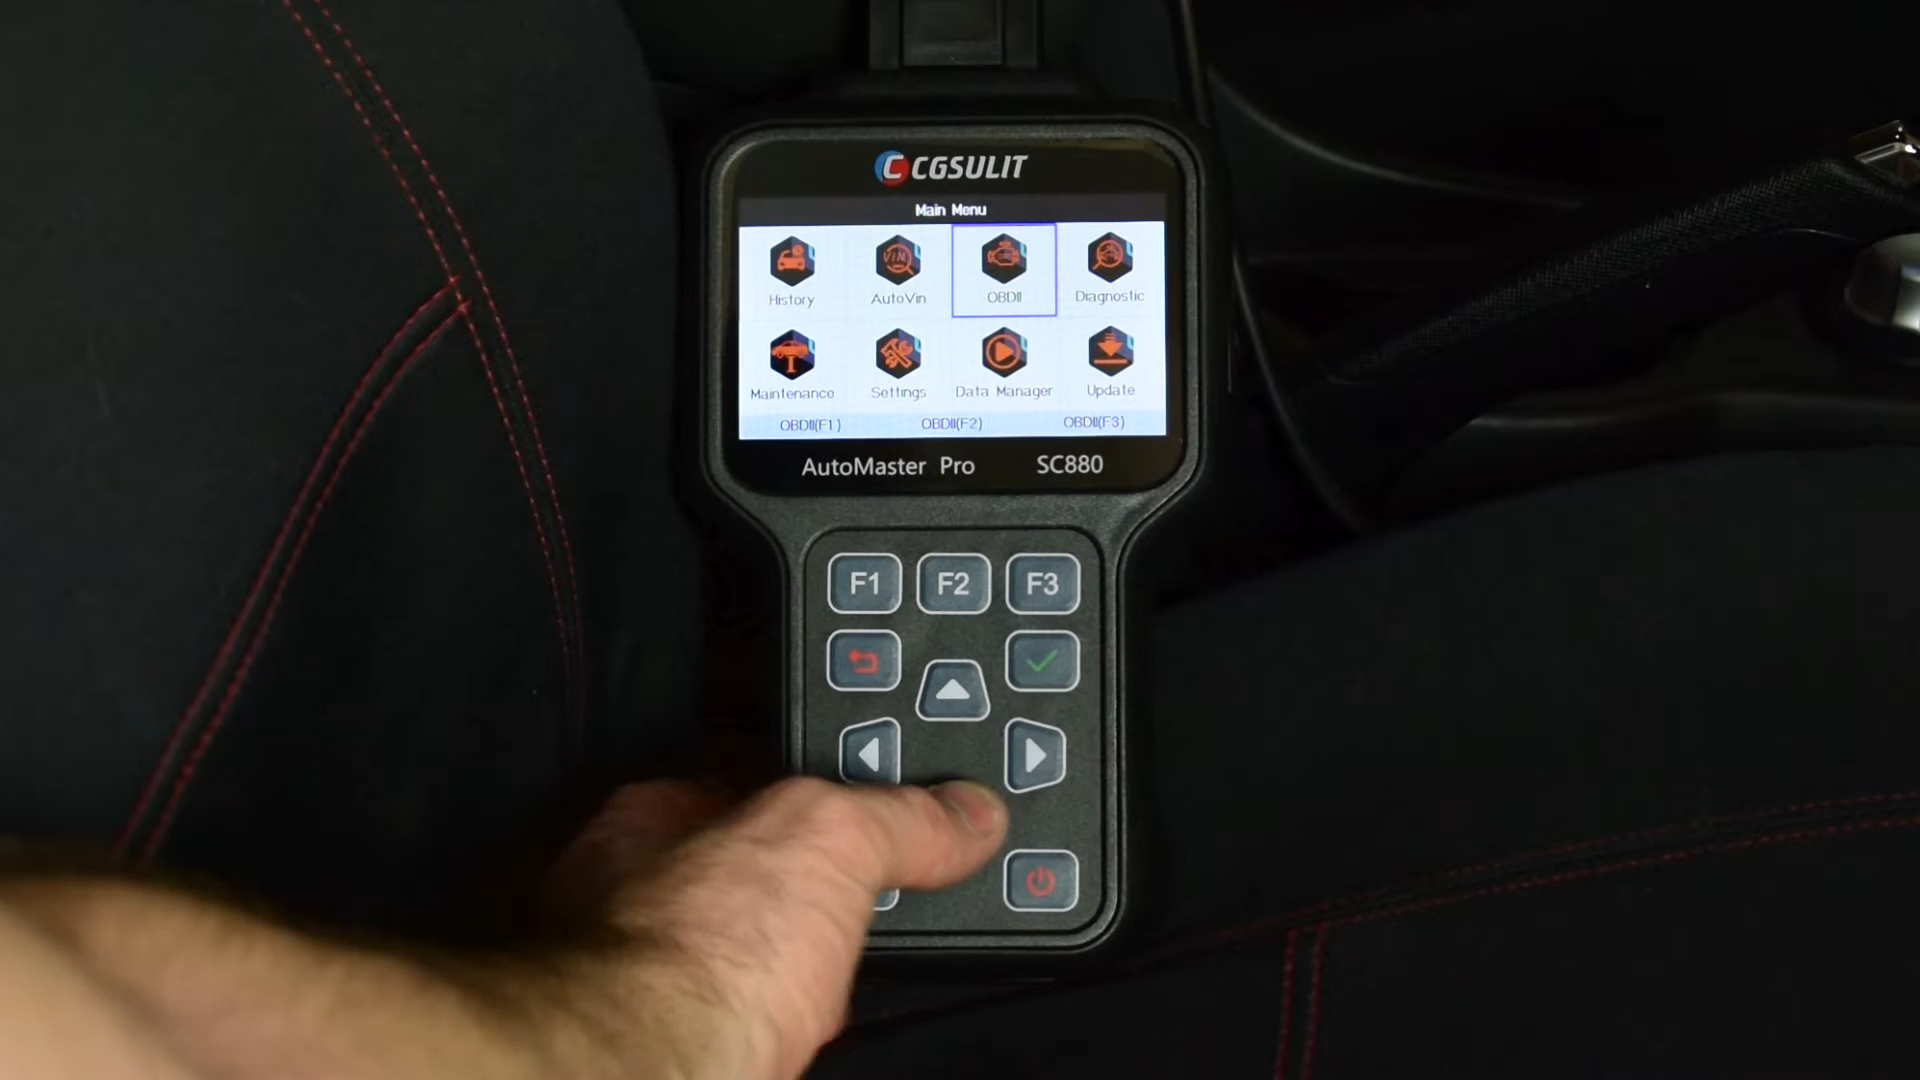 CGSULIT
Main Menu
History AutoVin OBDII Diagnostic
Maintenance Settings Data Manager Update
OBDII(F1) OBDII(F2) OBDII(F3)
AutoMaster Pro SC880
F1 F2 F3